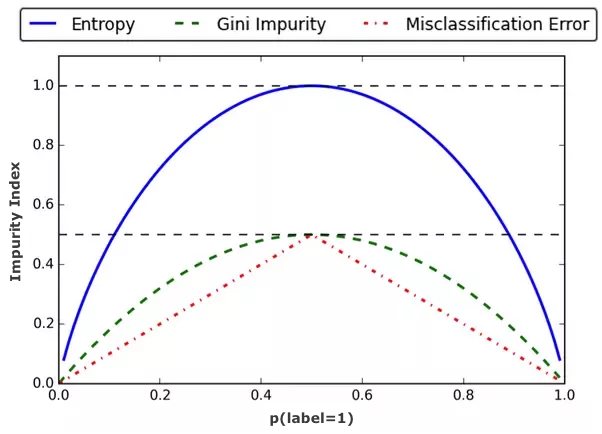 Entropy Gini Impurity Misclassification Error
1.0
0.8
0.6
0.4
0.2
0.0
Impurity Index
0.0 0.2 0.4 0.6 0.8 1.0
p(label=1)